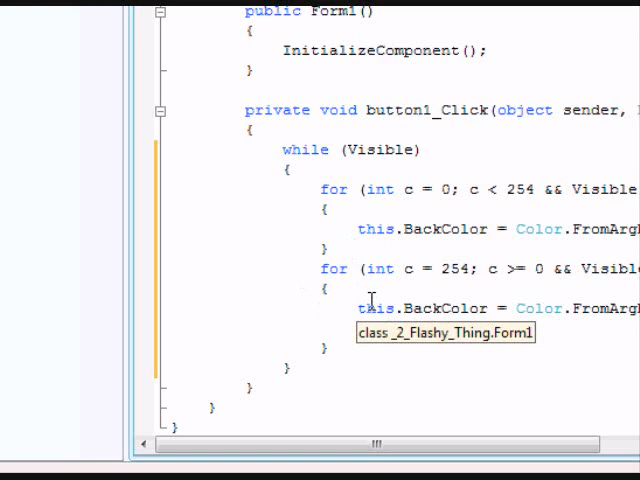 public Form1()
{
InitializeComponent();
}
private void button1_Click(object sender,
{
while (Visible)
{
for (int c = 0; c < 254 && Visible
{
this.BackColor = Color.FromArg
}
for (int c = 254; c >= 0 && Visibl
{
this.BackColor = Color.FromArg
class _2_Flashy_Thing.Form1
}
}
}
}
}